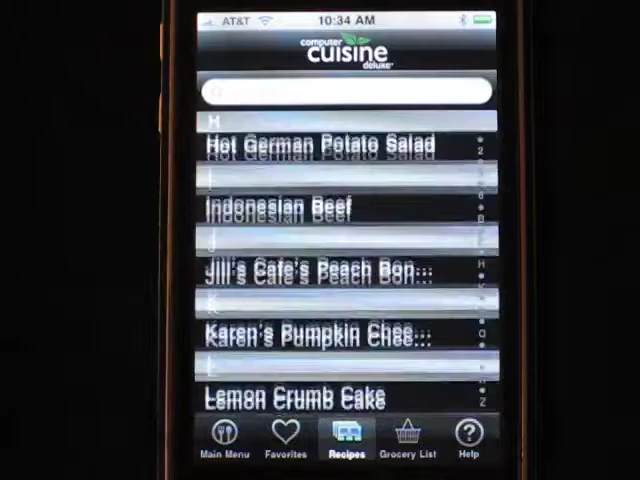 AT&T 10:34 AM
computer
cuisine
deluxe
H
Hot German Potato Salad
I
Indonesian Beef
J
Jill's Cafe's Peach Bon...
K
Karen's Pumpkin Chee...
L
Lemon Crumb Cake
Main Menu Favorites Recipes Grocery List Help